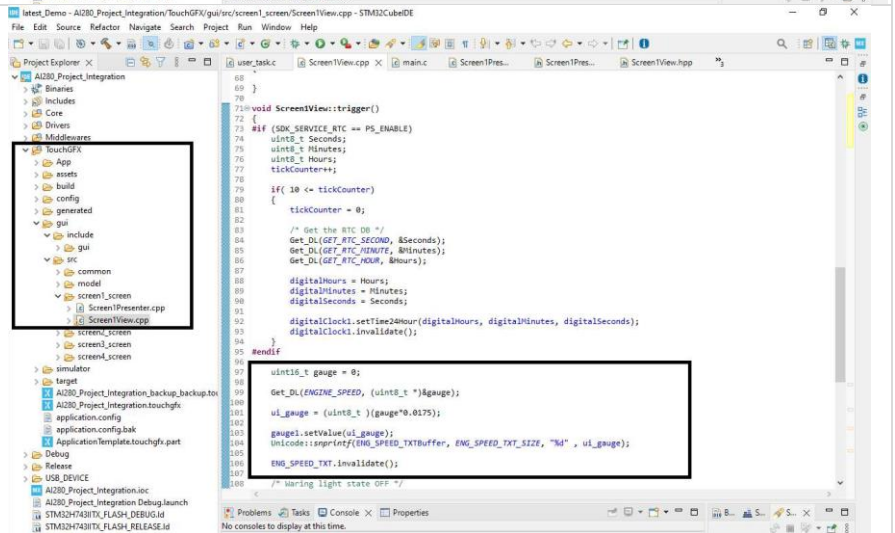 latest_Demo - AI280_Project_Integration/TouchGFX/gui/src/screen1_screen/Screen1View.cpp - STM32CubeIDE
File Edit Source Refactor Navigate Search Project Run Window Help
Project Explorer
user_task.c
Screen1View.cpp
main.c
Screen1Pres...
Screen1Pres...
Screen1View.hpp
AI280_Project_Integration
Binaries
Includes
Core
Drivers
Middlewares
TouchGFX
App
assets
build
config
generated
gui
include
gui
src
common
model
screen1_screen
Screen1Presenter.cpp
Screen1View.cpp
screen2_screen
screen3_screen
screen4_screen
simulator
target
AI280_Project_Integration_backup_backup.tou
AI280_Project_Integration.touchgfx
application.config
application.config.bak
ApplicationTemplate.touchgfx.part
Debug
Release
USB_DEVICE
AI280_Project_Integration.ioc
AI280_Project_Integration Debug.launch
STM32H743IITX_FLASH_DEBUG.ld
STM32H743IITX_FLASH_RELEASE.ld
68
69 }
70
71 void Screen1View::trigger()
72 {
73 #if (SDK_SERVICE_RTC == PS_ENABLE)
74 uint8_t Seconds;
75 uint8_t Minutes;
76 uint8_t Hours;
77 tickCounter++;
78
79 if( 10 <= tickCounter)
80 {
81 tickCounter = 0;
82
83 /* Get the RTC DB */
84 Get_DL(GET_RTC_SECOND, &Seconds);
85 Get_DL(GET_RTC_MINUTE, &Minutes);
86 Get_DL(GET_RTC_HOUR, &Hours);
87
88 digitalHours = Hours;
89 digitalMinutes = Minutes;
90 digitalSeconds = Seconds;
91
92 digitalClock1.setTime24Hour(digitalHours, digitalMinutes, digitalSeconds);
93 digitalClock1.invalidate();
94 }
95 #endif
96
97 uint16_t gauge = 0;
98
99 Get_DL(ENGINE_SPEED, (uint8_t *)&gauge);
100
101 ui_gauge = (uint8_t )(gauge*0.0175);
102
103 gauge1.setValue(ui_gauge);
104 Unicode::snprintf(ENG_SPEED_TXTBuffer, ENG_SPEED_TXT_SIZE, "%d" , ui_gauge);
105
106 ENG_SPEED_TXT.invalidate();
107
108 /* Waring light state OFF */
Problems Tasks Console Properties
B... S... S...
No consoles to display at this time.